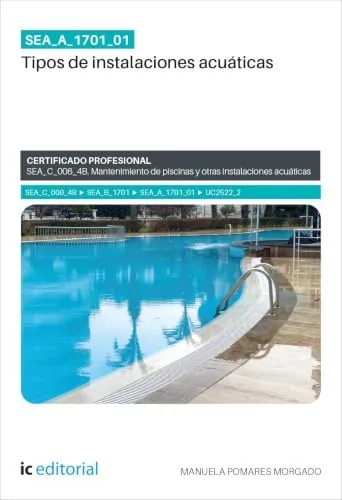 SEA_A_1701_01
Tipos de instalaciones acuáticas
CERTIFICADO PROFESIONAL
SEA_C_006_4B. Mantenimiento de piscinas y otras instalaciones acuáticas
SEA_C_006_4B ▶ SEA_B_1701 ▶ SEA_A_1701_01 ▶ UC2522_2
ic editorial
MANUELA POMARES MORGADO